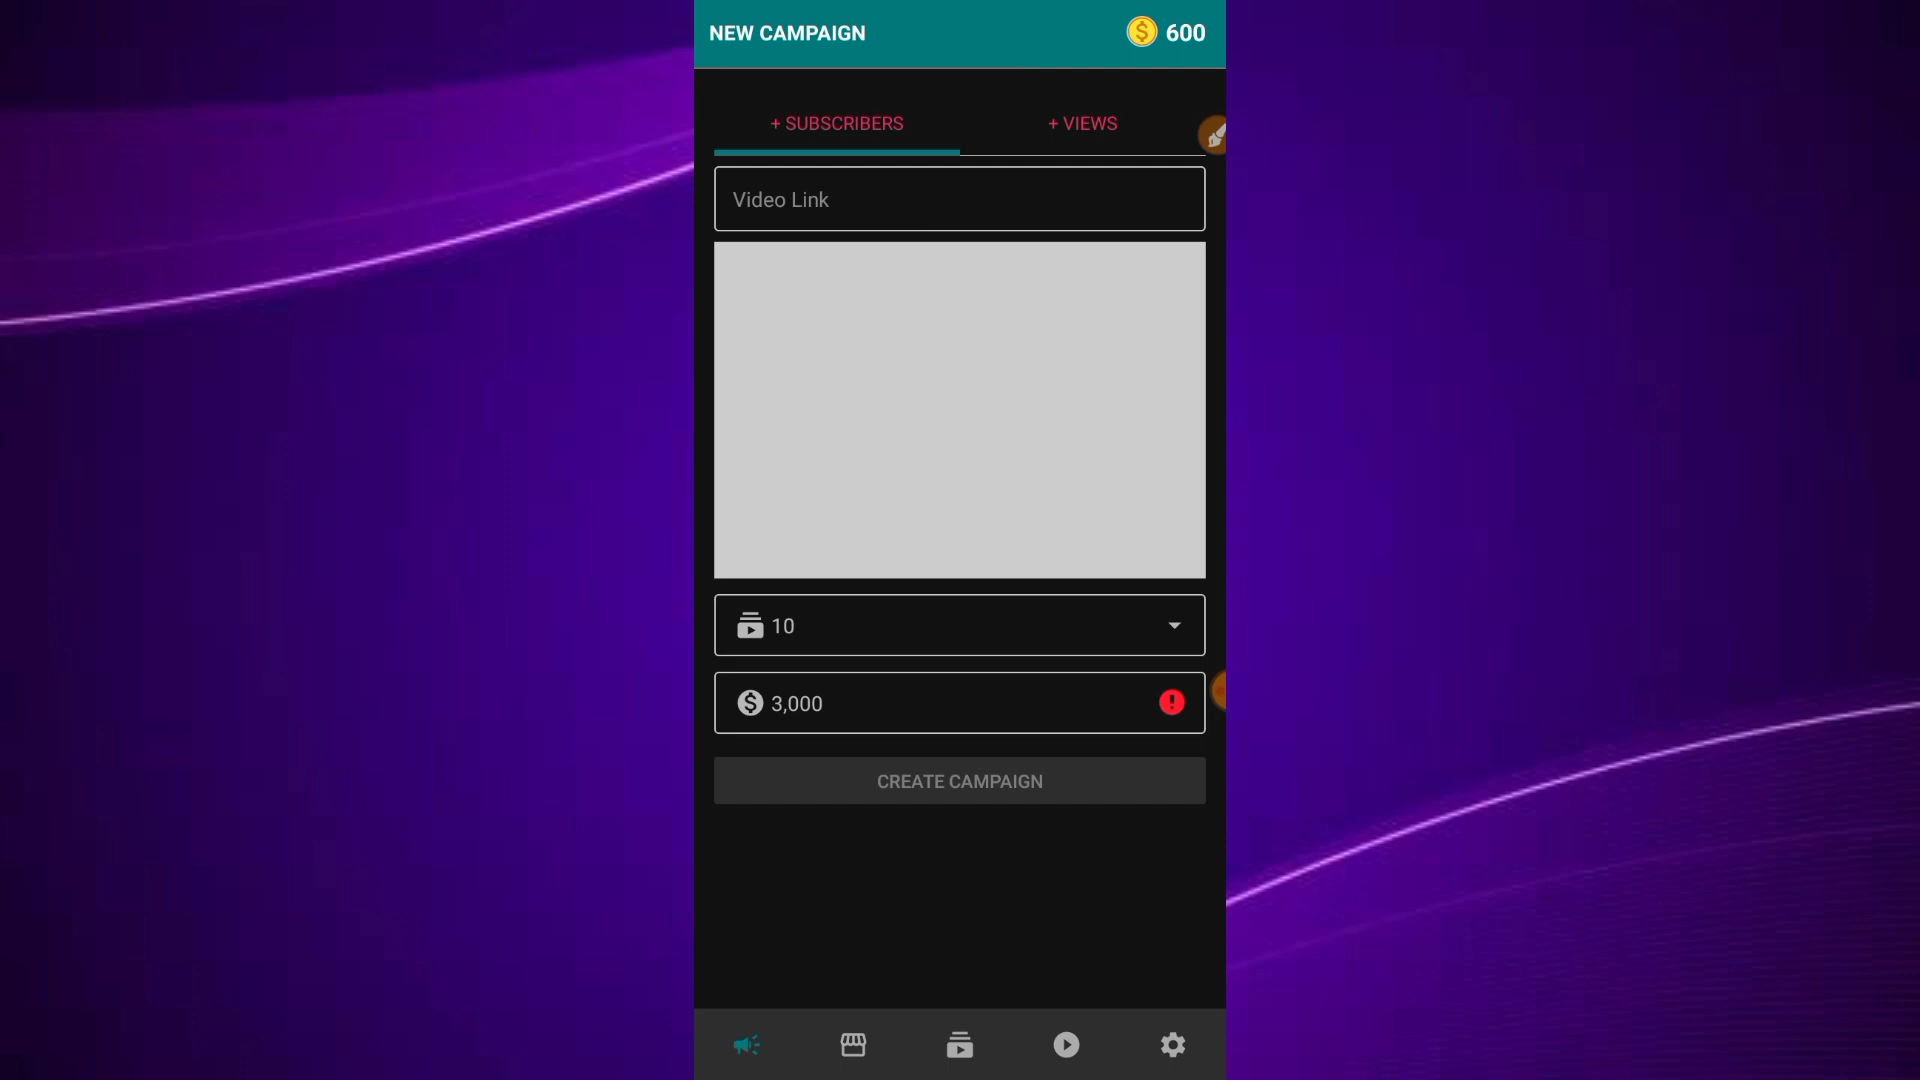 NEW CAMPAIGN
600
+ SUBSCRIBERS
+ VIEWS
Video Link
10
3,000
CREATE CAMPAIGN